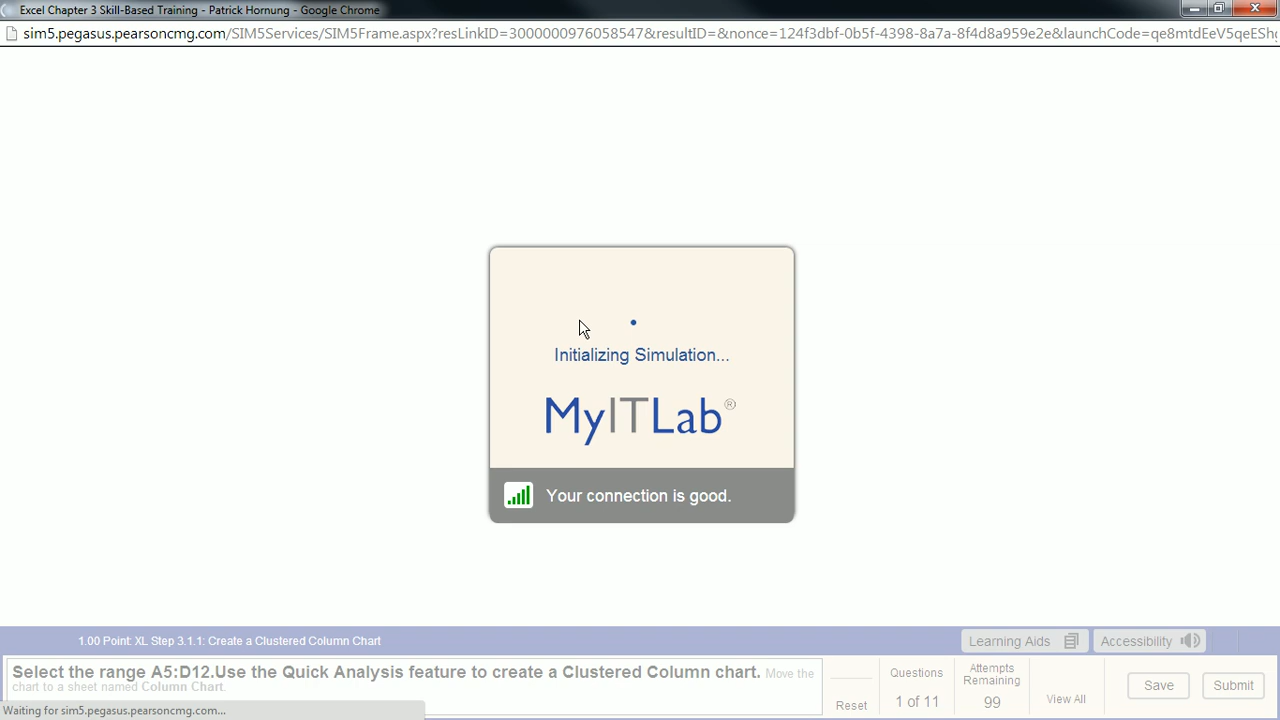 Excel Chapter 3 Skill-Based Training - Patrick Hornung - Google Chrome
sim5.pegasus.pearsoncmg.com/SIM5Services/SIM5Frame.aspx?resLinkID=3000000976058547&resultID=&nonce=124f3dbf-0b5f-4398-8a7a-8f4d8a959e2e&launchCode=qe8mtdEeV5qeEShg
Initializing Simulation...
MyITLab®
Your connection is good.
1.00 Point: XL Step 3.1.1: Create a Clustered Column Chart
Learning Aids
Accessibility
Select the range A5:D12.Use the Quick Analysis feature to create a Clustered Column chart. Move the
chart to a sheet named Column Chart.
Reset
Questions
1 of 11
Attempts
Remaining
99
View All
Save
Submit
Waiting for sim5.pegasus.pearsoncmg.com...